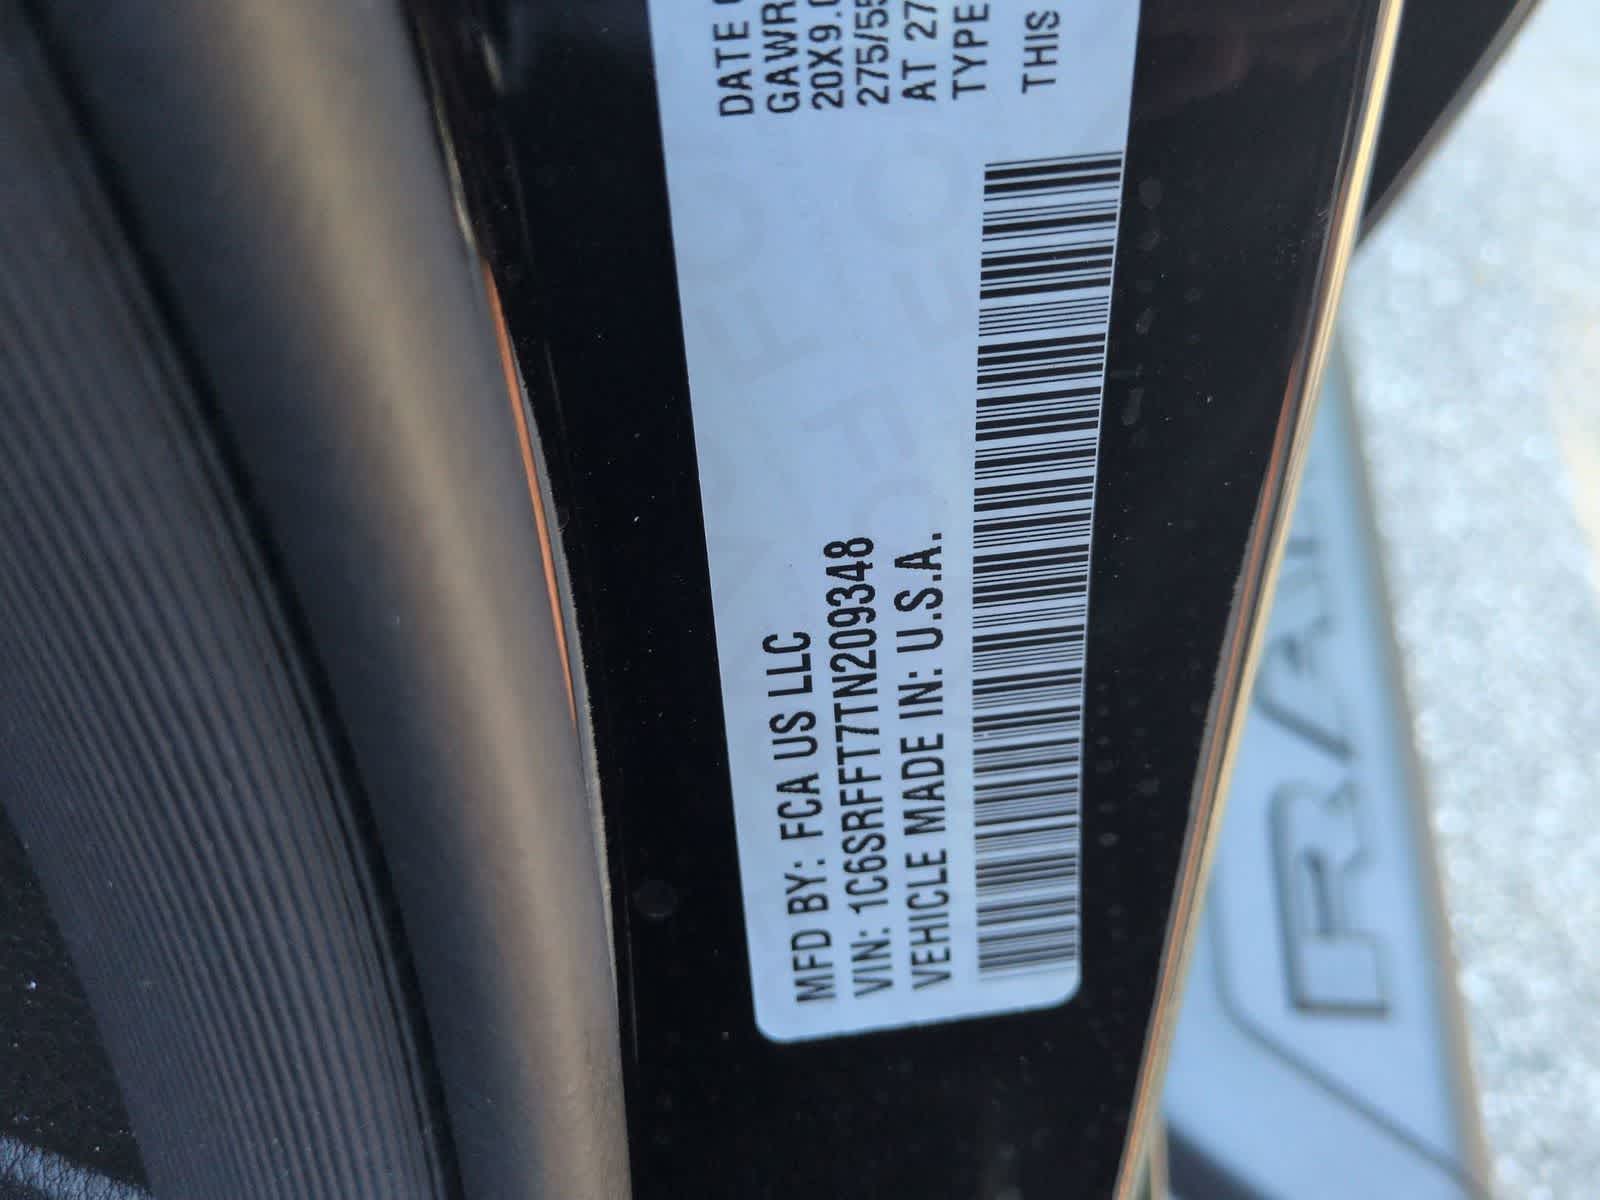 MFD BY: FCA US LLC
VIN: 1C6SRFFT7TN209348
VEHICLE MADE IN: U.S.A.
DATE
GAWR
20X9.0
275/55
AT 27
TYPE
THIS